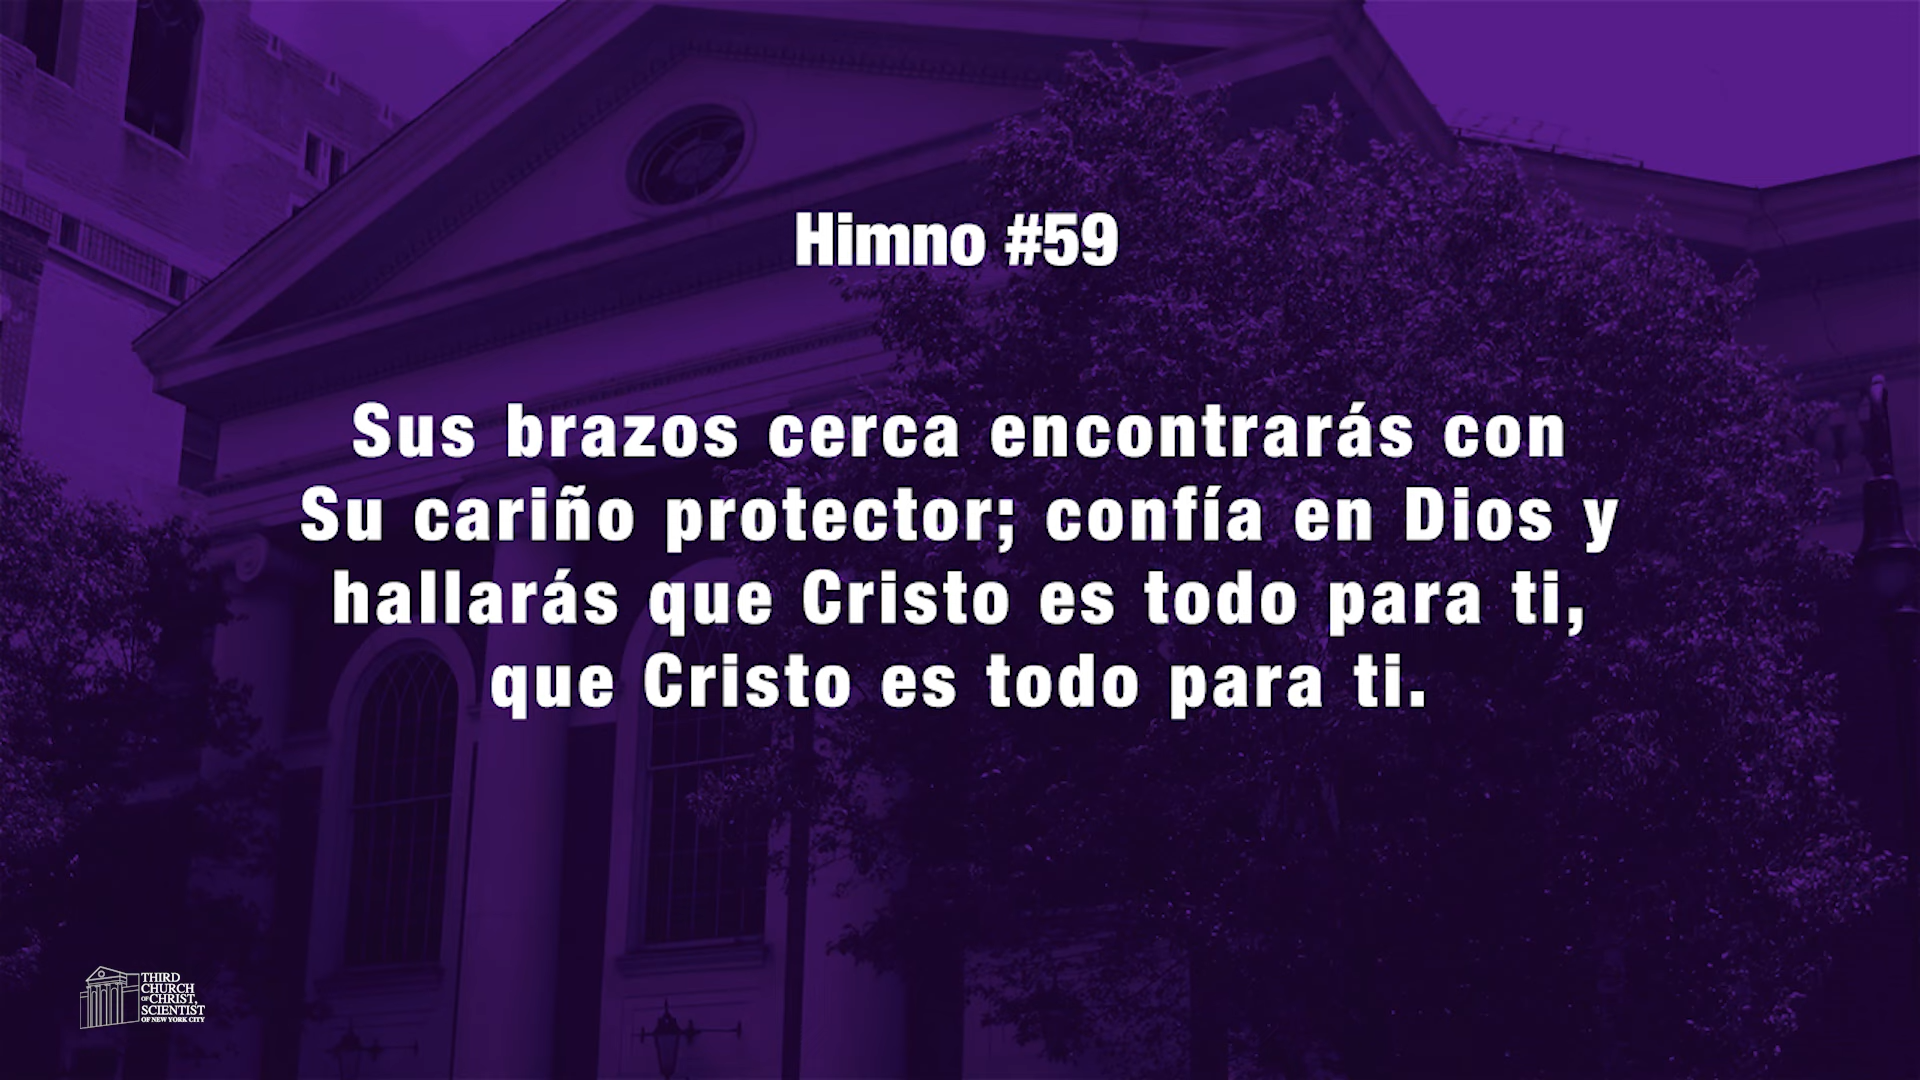 Himno #59
Sus brazos cerca encontrarás con
Su cariño protector; confía en Dios y
hallarás que Cristo es todo para ti,
que Cristo es todo para ti.
THIRD
CHURCH
OF CHRIST,
SCIENTIST
OF NEW YORK CITY